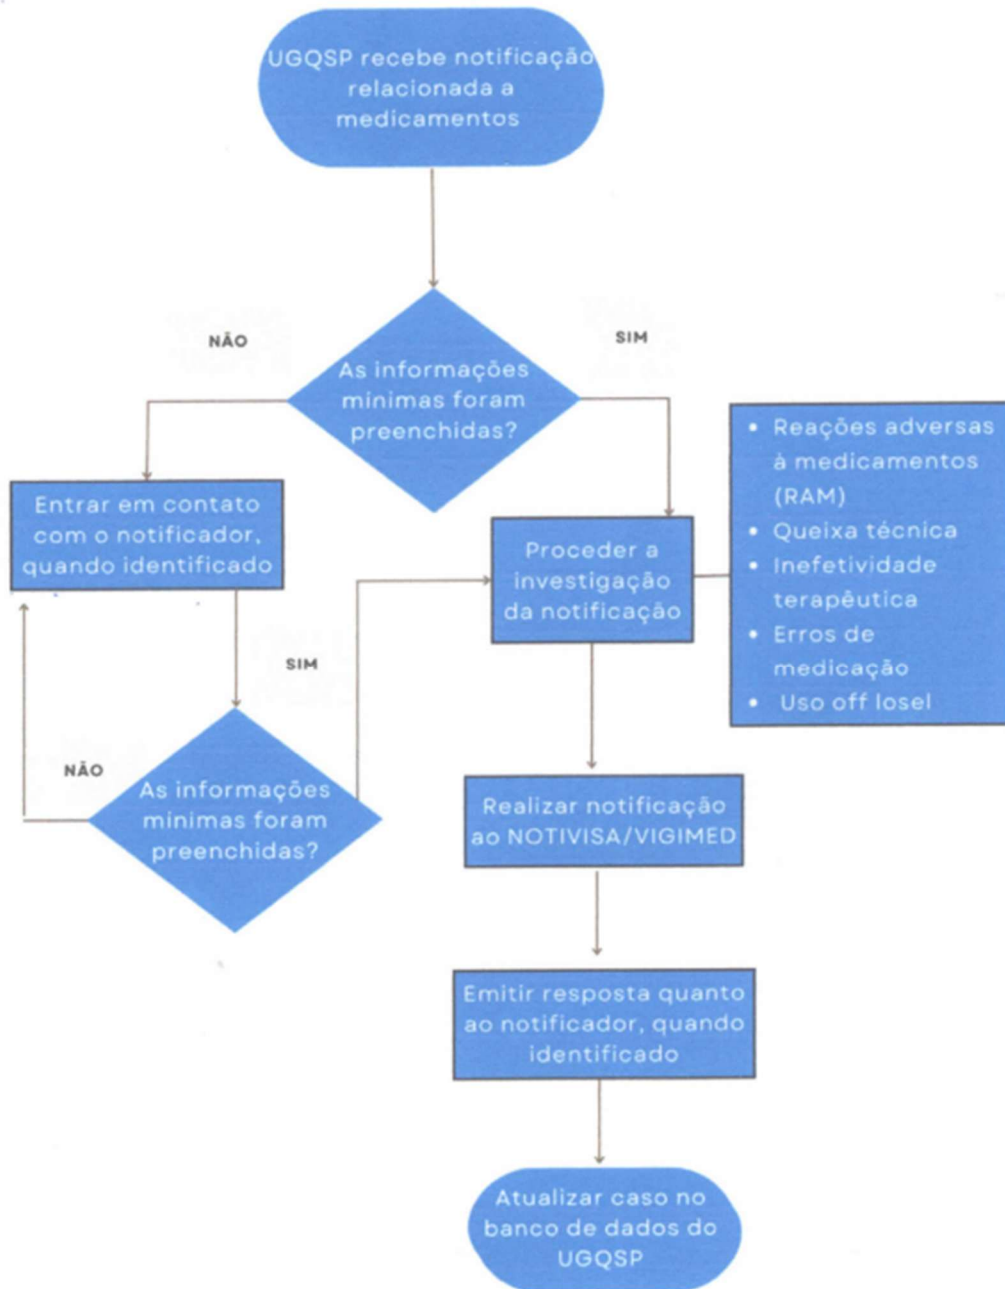 UGQSP recebe notificação
relacionada a
medicamentos
NÃO
SIM
As informações
mínimas foram
preenchidas?
Entrar em contato
com o notificador,
quando identificado
Proceder a
investigação
da notificação
• Reações adversas
à medicamentos
(RAM)
• Queixa técnica
• Inefetividade
terapêutica
• Erros de
medicação
• Uso off losel
SIM
NÃO
As informações
mínimas foram
preenchidas?
Realizar notificação
ao NOTIVISA/VIGIMED
Emitir resposta quanto
ao notificador, quando
identificado
Atualizar caso no
banco de dados do
UGQSP